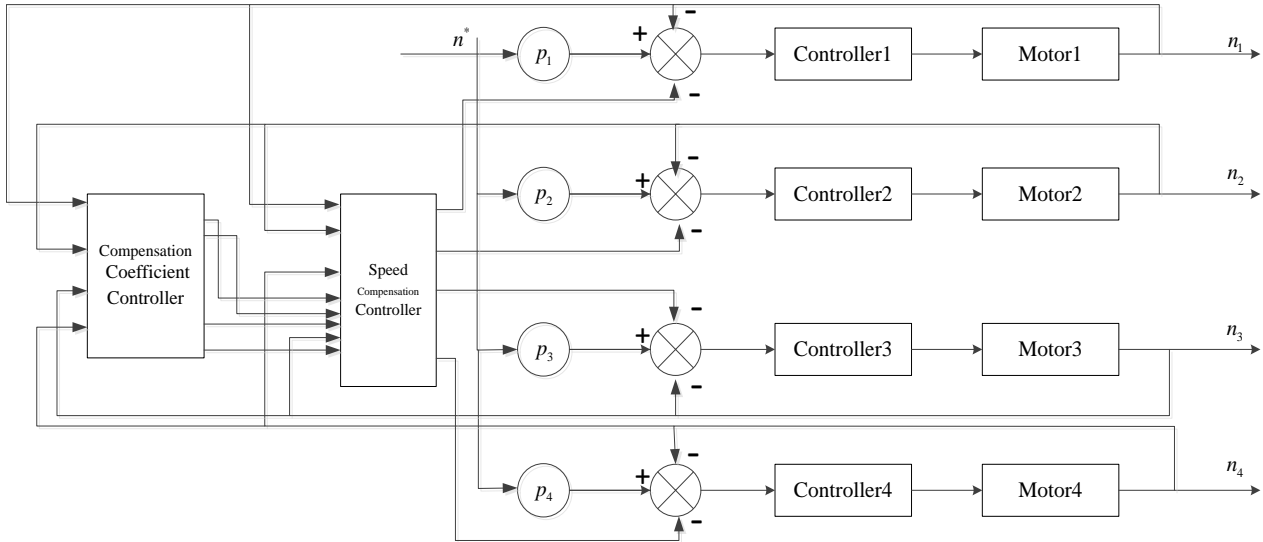 n*
p₁
+
-
-
Controller1
Motor1
n₁
p₂
+
-
-
Controller2
Motor2
n₂
Compensation
Coefficient
Controller
Speed
Compensation
Controller
p₃
+
-
-
Controller3
Motor3
n₃
p₄
+
-
-
Controller4
Motor4
n₄